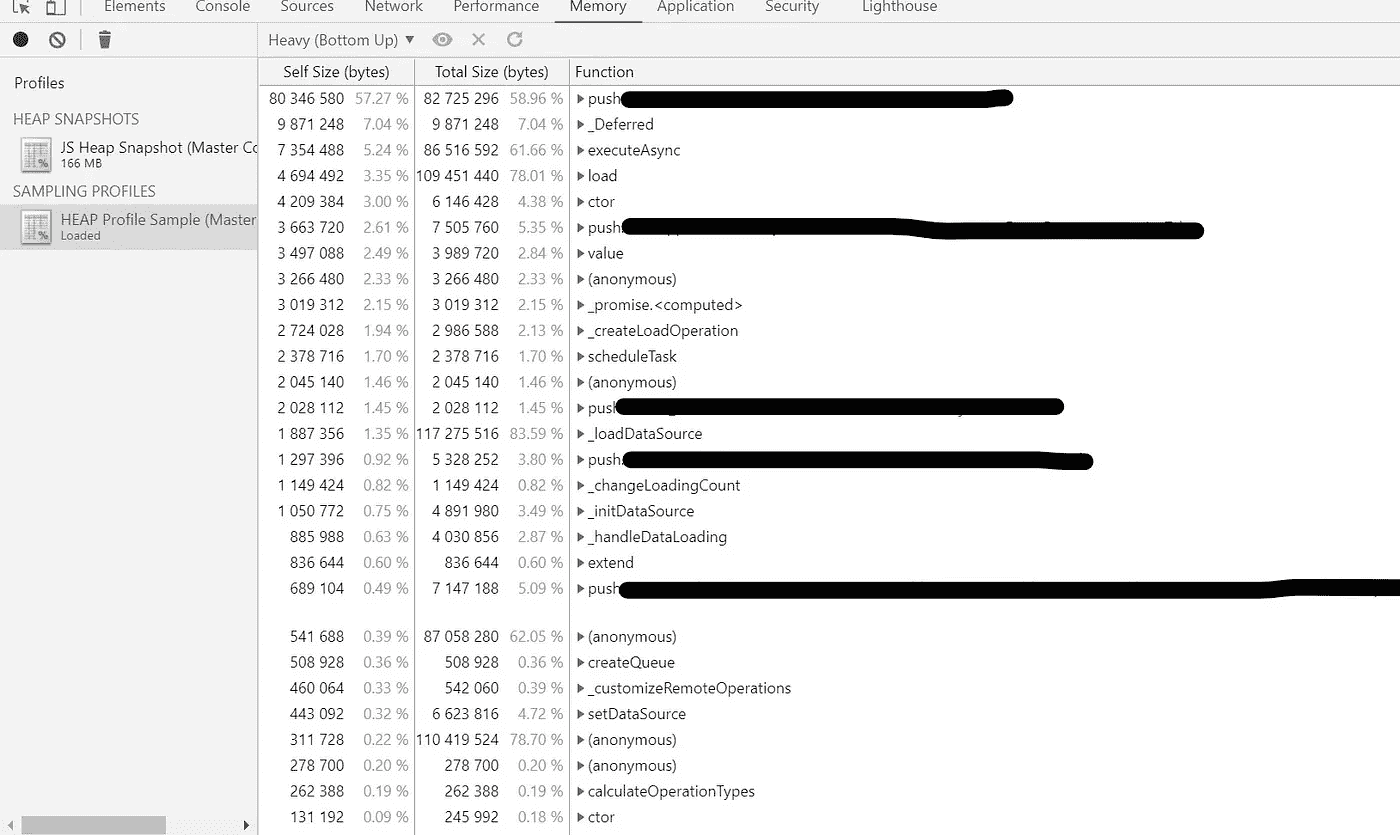 Elements Console Sources Network Performance Memory Application Security Lighthouse
Heavy (Bottom Up) ▼
Profiles
HEAP SNAPSHOTS
JS Heap Snapshot (Master Co
166 MB
SAMPLING PROFILES
HEAP Profile Sample (Master
Loaded
Self Size (bytes) Total Size (bytes) Function
80 346 580 57.27 % 82 725 296 58.96 % push
9 871 248 7.04 % 9 871 248 7.04 % _Deferred
7 354 488 5.24 % 86 516 592 61.66 % executeAsync
4 694 492 3.35 % 109 451 440 78.01 % load
4 209 384 3.00 % 6 146 428 4.38 % ctor
3 663 720 2.61 % 7 505 760 5.35 % push
3 497 088 2.49 % 3 989 720 2.84 % value
3 266 480 2.33 % 3 266 480 2.33 % (anonymous)
3 019 312 2.15 % 3 019 312 2.15 % _promise.<computed>
2 724 028 1.94 % 2 986 588 2.13 % _createLoadOperation
2 378 716 1.70 % 2 378 716 1.70 % scheduleTask
2 045 140 1.46 % 2 045 140 1.46 % (anonymous)
2 028 112 1.45 % 2 028 112 1.45 % push
1 887 356 1.35 % 117 275 516 83.59 % _loadDataSource
1 297 396 0.92 % 5 328 252 3.80 % push
1 149 424 0.82 % 1 149 424 0.82 % _changeLoadingCount
1 050 772 0.75 % 4 891 980 3.49 % _initDataSource
885 988 0.63 % 4 030 856 2.87 % _handleDataLoading
836 644 0.60 % 836 644 0.60 % extend
689 104 0.49 % 7 147 188 5.09 % push
541 688 0.39 % 87 058 280 62.05 % (anonymous)
508 928 0.36 % 508 928 0.36 % createQueue
460 064 0.33 % 542 060 0.39 % _customizeRemoteOperations
443 092 0.32 % 6 623 816 4.72 % setDataSource
311 728 0.22 % 110 419 524 78.70 % (anonymous)
278 700 0.20 % 278 700 0.20 % (anonymous)
262 388 0.19 % 262 388 0.19 % calculateOperationTypes
131 192 0.09 % 245 992 0.18 % ctor